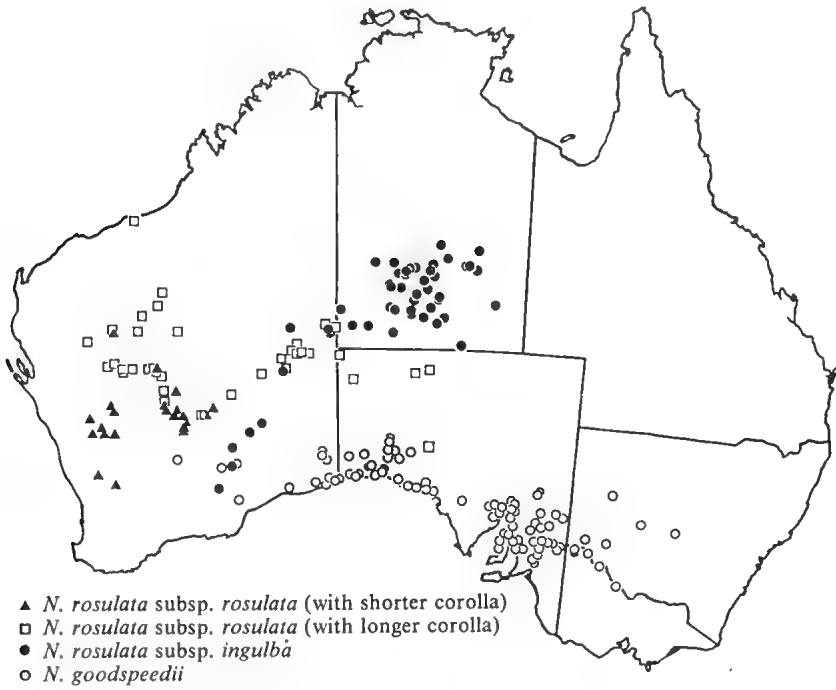 ▲ N. rosulata subsp. rosulata (with shorter corolla)
□ N. rosulata subsp. rosulata (with longer corolla)
● N. rosulata subsp. ingulba
○ N. goodspeedii